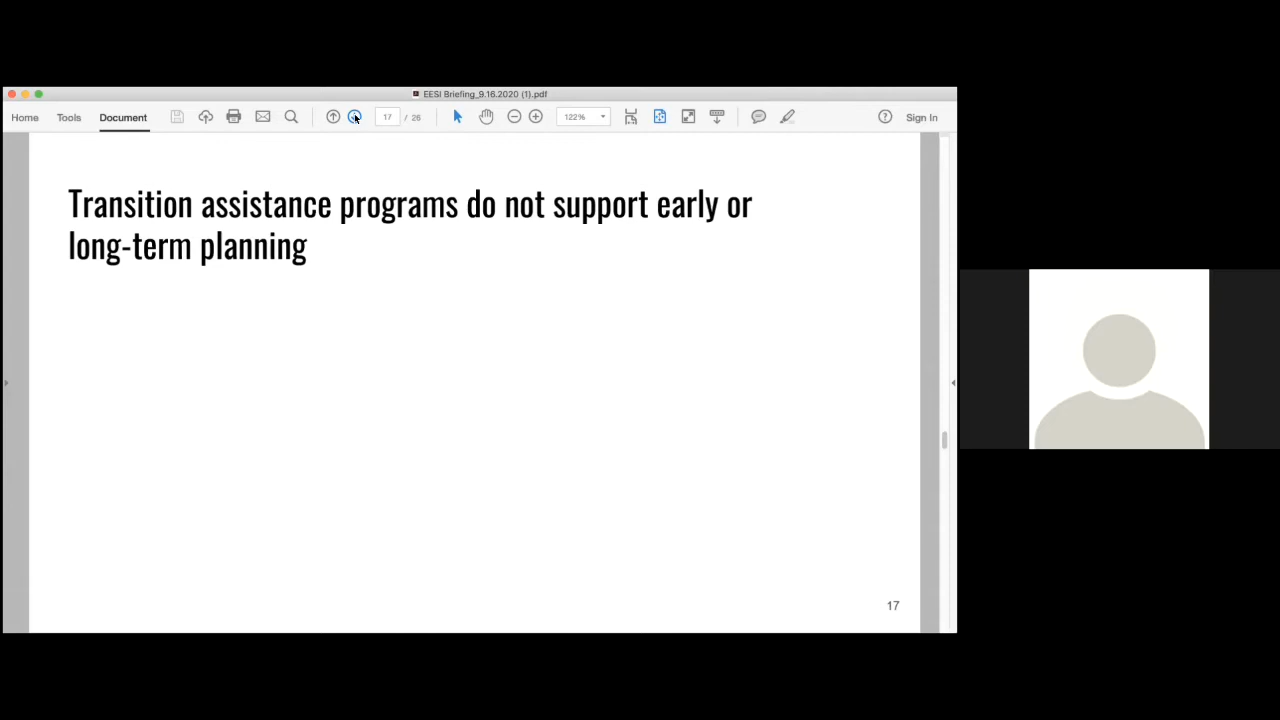 EESI Briefing_9.16.2020 (1).pdf
Home Tools Document 17 / 26 122% Sign In
Transition assistance programs do not support early or
long-term planning
17